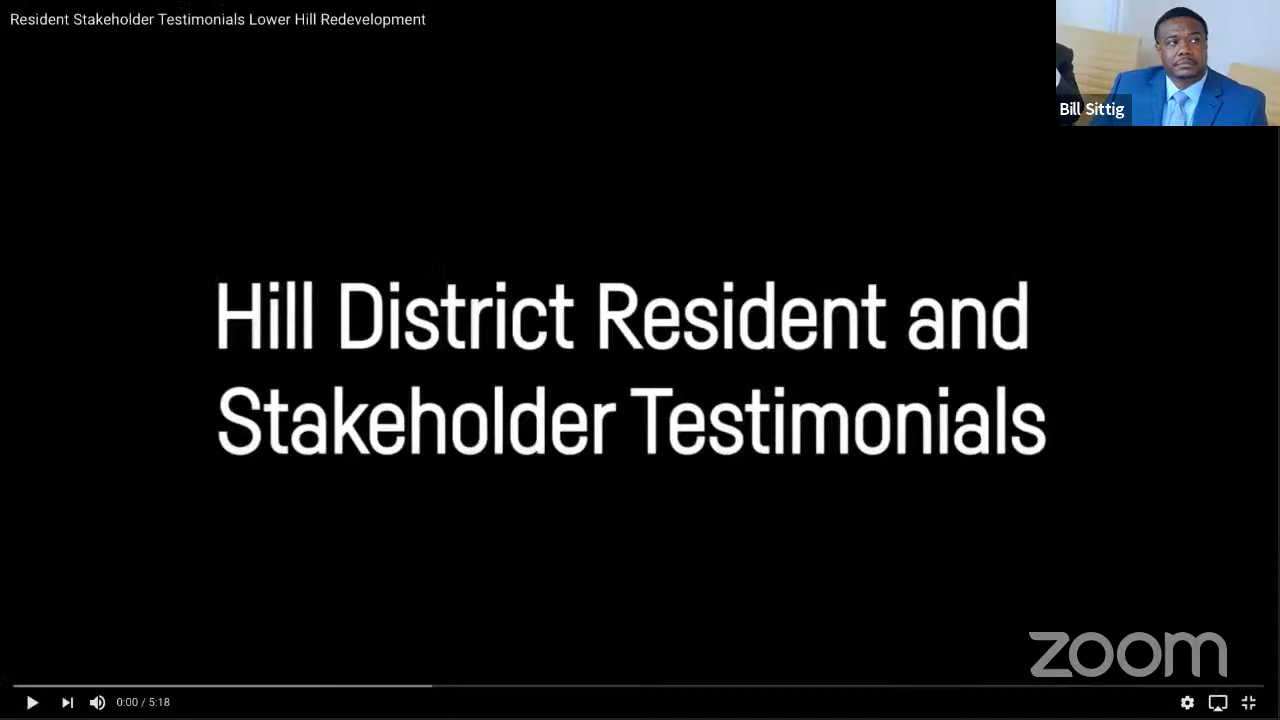 Resident Stakeholder Testimonials Lower Hill Redevelopment
Bill Sittig
Hill District Resident and
Stakeholder Testimonials
zoom
0:00 / 5:18